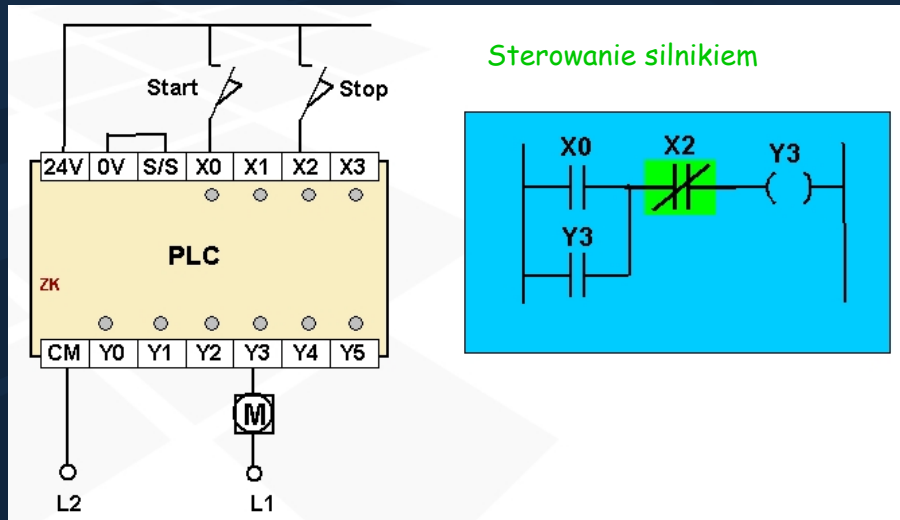 Sterowanie silnikiem
Start
Stop
24V 0V S/S X0 X1 X2 X3
PLC
ZK
CM Y0 Y1 Y2 Y3 Y4 Y5
M
L2 L1
X0 X2 Y3
Y3